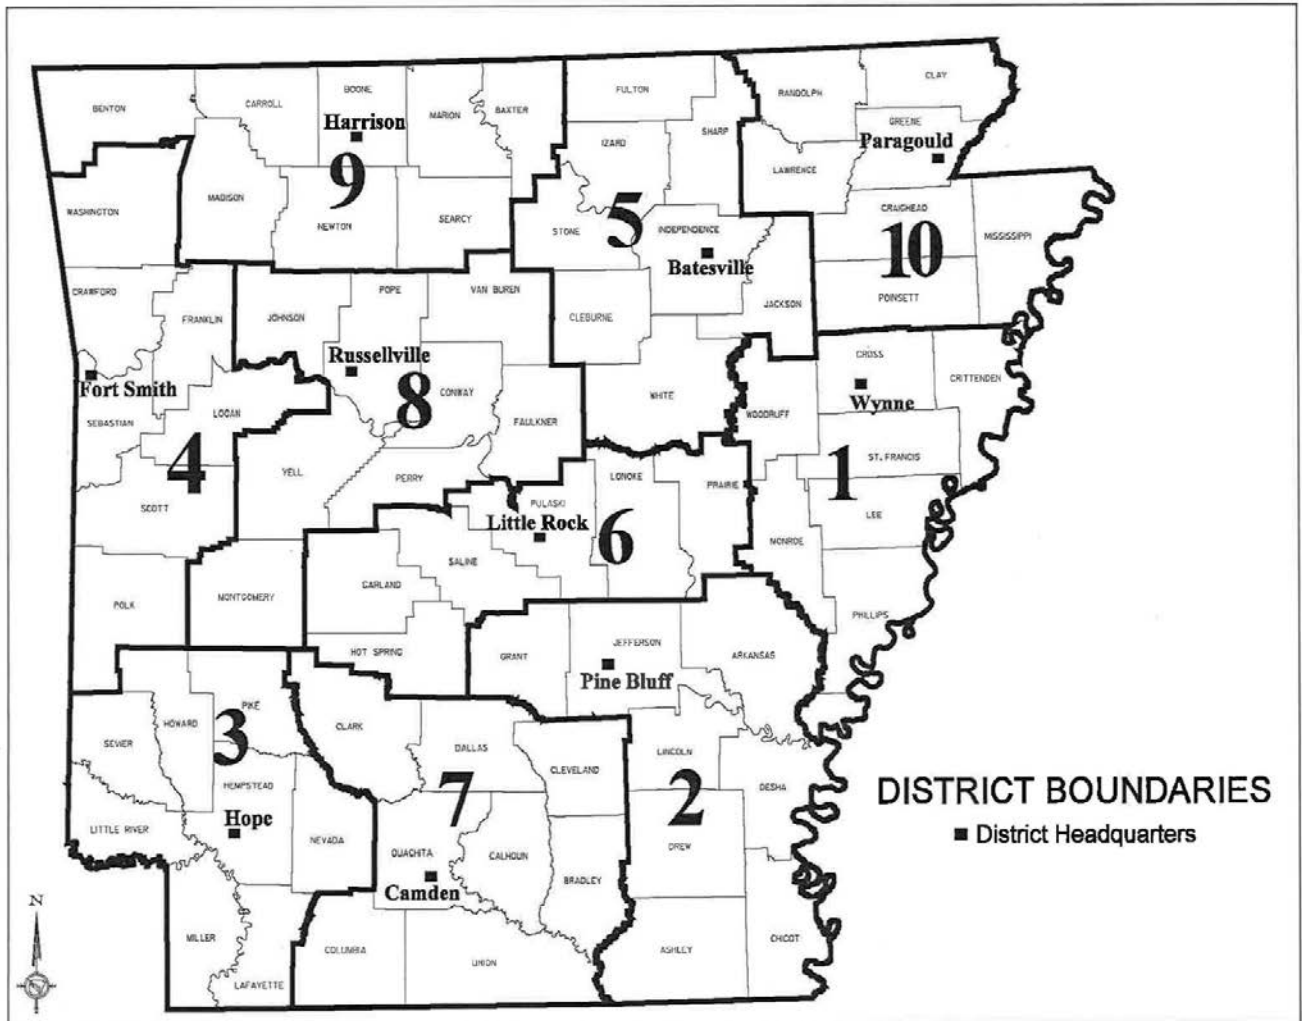 BENTON
CARROLL
BOONE
MARION
BAXTER
FULTON
RANDOLPH
CLAY
Harrison
IZARD
SHARP
GREENE
Paragould
9
LAWRENCE
WASHINGTON
MADISON
NEWTON
SEARCY
STONE
5
INDEPENDENCE
CRAIGHEAD
10
MISSISSIPPI
Batesville
CRAWFORD
FRANKLIN
JOHNSON
POPE
VAN BUREN
CLEBURNE
JACKSON
POINSETT
Russellville
CROSS
CRITTENDEN
Fort Smith
8
CONWAY
WHITE
Wynne
SEBASTIAN
LOGAN
FAULKNER
WOODRUFF
4
YELL
PERRY
LONOKE
PRAIRIE
1
ST. FRANCIS
SCOTT
PULASKI
LEE
Little Rock
6
MONROE
SALINE
GARLAND
POLK
MONTGOMERY
PHILLIPS
HOT SPRING
GRANT
JEFFERSON
ARKANSAS
Pine Bluff
HOWARD
PIKE
CLARK
3
SEVIER
DALLAS
CLEVELAND
LINCOLN
HEMPSTEAD
7
2
DESHA
DISTRICT BOUNDARIES
Hope
LITTLE RIVER
NEVADA
OUACHITA
CALHOUN
DREW
District Headquarters
Camden
BRADLEY
N
MILLER
COLUMBIA
UNION
ASHLEY
CHICOT
LAFAYETTE